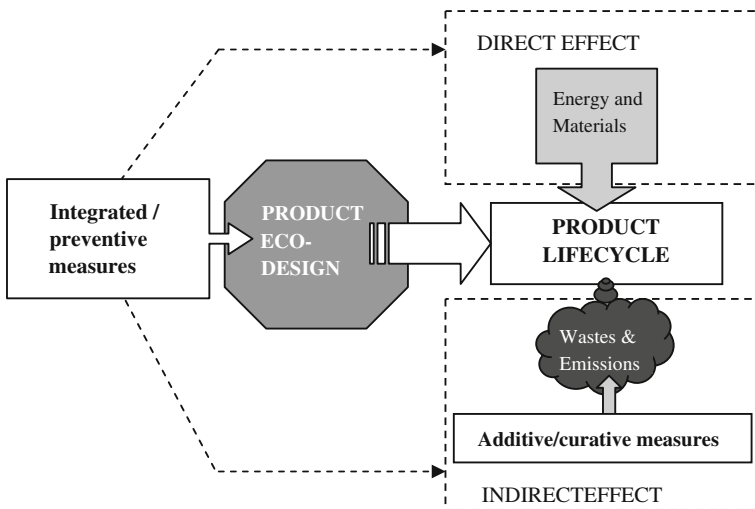 DIRECT EFFECT
Energy and
Materials
Integrated /
preventive
measures
PRODUCT
ECO-
DESIGN
PRODUCT
LIFECYCLE
Wastes &
Emissions
Additive/curative measures
INDIRECTEFFECT